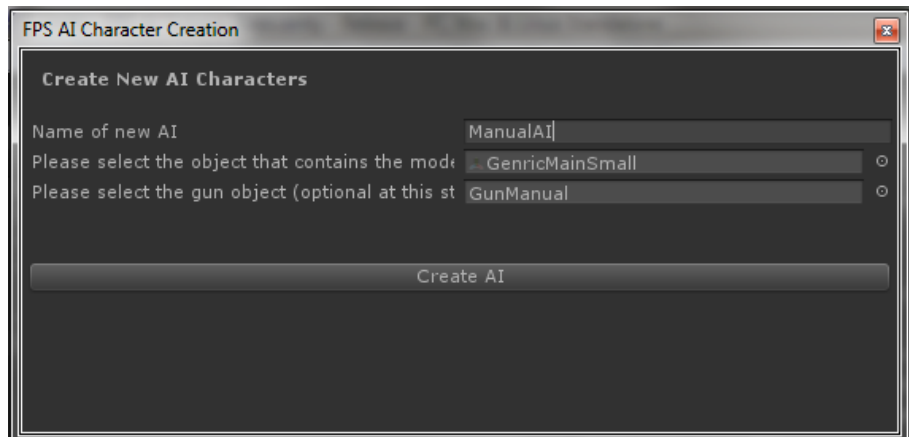 FPS AI Character Creation
Create New AI Characters
Name of new AI ManualAI
Please select the object that contains the mode GenricMainSmall
Please select the gun object (optional at this st GunManual
Create AI